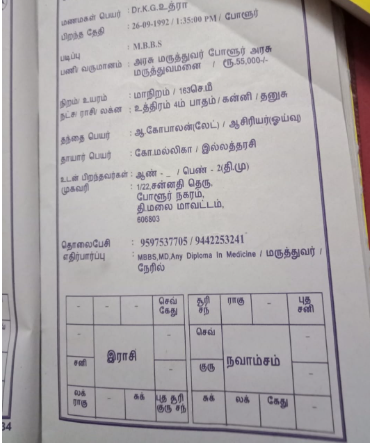 மணமகள் பெயர் : Dr.K.G.உத்ரா
பிறந்த தேதி : 26-09-1992 / 1:35:00 PM / போளூர்
படிப்பு : M.B.B.S
பணி/ வருமானம் : அரசு மருத்துவர் போளூர் அரசு
மருத்துவமனை / ரூ.55,000/-
நிறம்/ உயரம் : மாநிறம் / 163செ.மீ
நட்ச/ ராசி/ லக்ன : உத்திரம் 4ம் பாதம் / கன்னி / தனுசு
தந்தை பெயர் : ஆ.கோபாலன்(லேட்) / ஆசிரியர்(ஓய்வு)
தாயார் பெயர் : கோ.மல்லிகா / இல்லத்தரசி
உடன் பிறந்தவர்கள் : ஆண் - _ / பெண் - 2(தி.மு)
முகவரி : 1/22,சன்னதி தெரு,
போளூர் நகரம்,
தி.மலை மாவட்டம்,
606803
தொலைபேசி : 9597537705 / 9442253241
எதிர்பார்ப்பு : MBBS,MD,Any Diploma In Medicine / மருத்துவர் /
நேரில்
- - - செவ் கேது
சனி இராசி - -
லக் ராகு - சுக் புத சூரி குரு சந்
சூரி சந் ராகு - புத சனி
செவ் -
குரு நவாம்சம் -
சுக் லக் கேது -
34